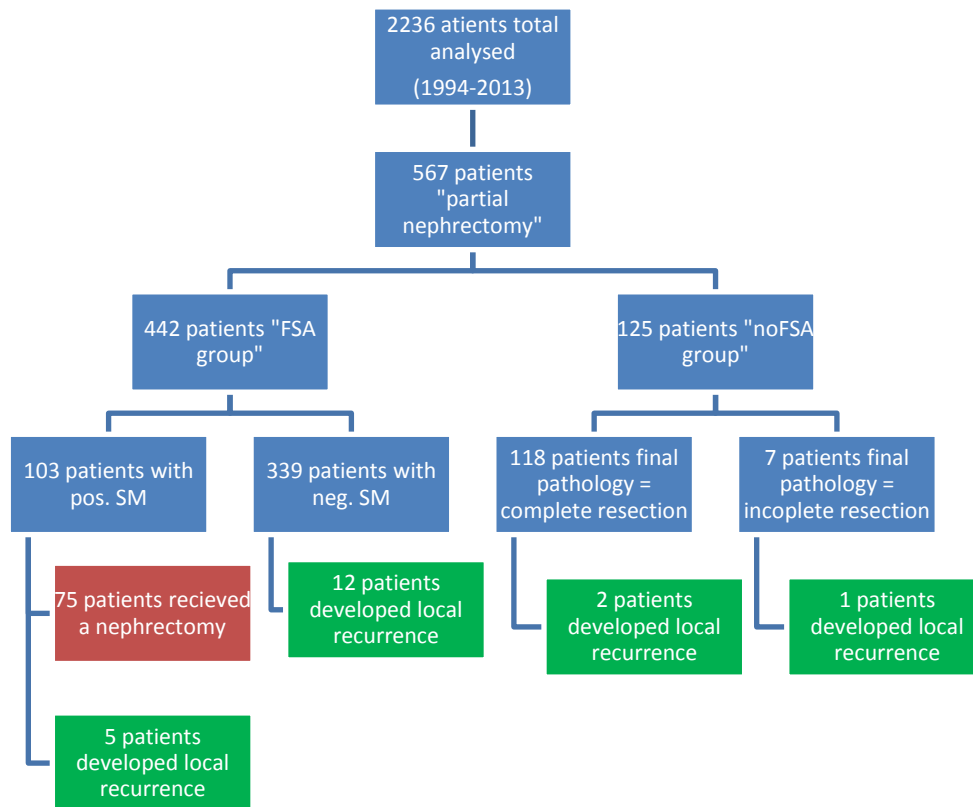 2236 atients total
analysed
(1994-2013)
567 patients
"partial
nephrectomy"
442 patients "FSA
group"
125 patients "noFSA
group"
103 patients with
pos. SM
339 patients with
neg. SM
118 patients final
pathology =
complete resection
7 patients final
pathology =
incoplete resection
75 patients recieved
a nephrectomy
12 patients
developed local
recurrence
2 patients
developed local
recurrence
1 patients
developed local
recurrence
5 patients
developed local
recurrence